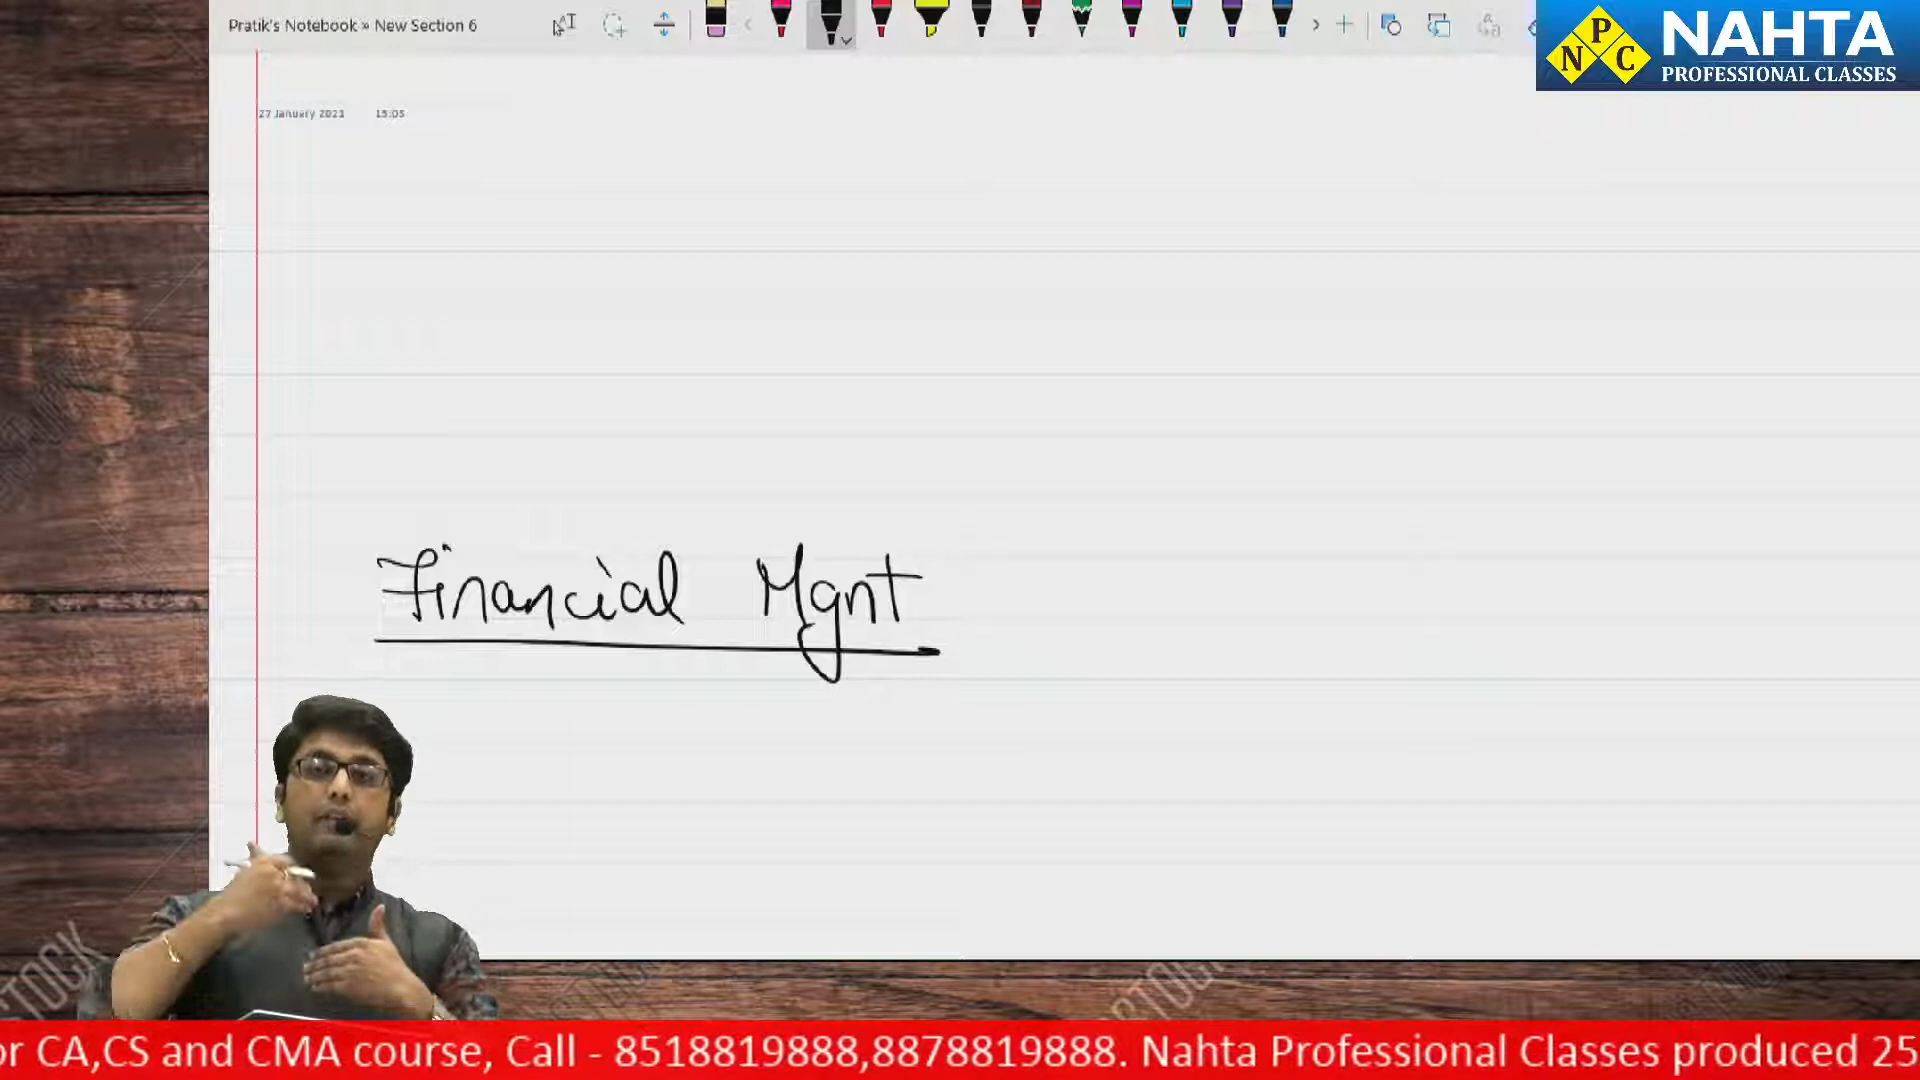 Pratik's Notebook » New Section 6
NPC
NAHTA
PROFESSIONAL CLASSES
27 January 2021 15:05
Financial Mgnt
or CA,CS and CMA course, Call - 8518819888,8878819888. Nahta Professional Classes produced 25